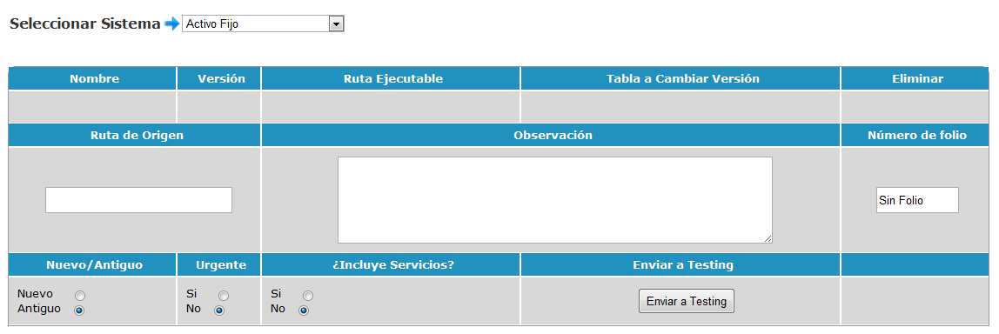 Seleccionar Sistema Activo Fijo
Nombre Versión Ruta Ejecutable Tabla a Cambiar Versión Eliminar
Ruta de Origen Observación Número de folio
Sin Folio
Nuevo/Antiguo Urgente ¿Incluye Servicios? Enviar a Testing
Nuevo Si Si
Antiguo No No
Enviar a Testing